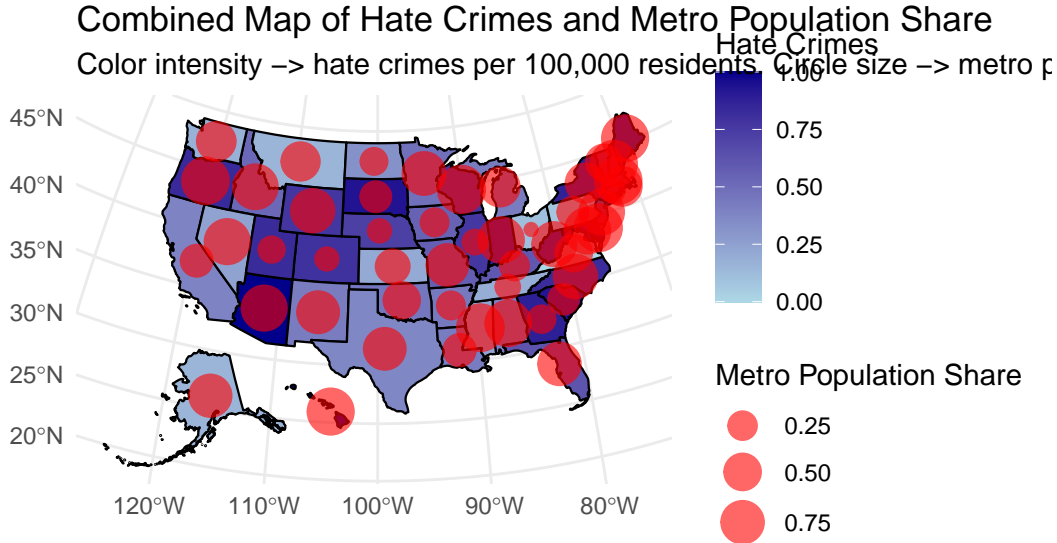 Combined Map of Hate Crimes and Metro Population Share
Color intensity −> hate crimes per 100,000 residents, Circle size −> metro p
Hate Crimes
1.00
0.75
0.50
0.25
0.00
45°N
40°N
35°N
30°N
25°N
20°N
120°W
110°W
100°W
90°W
80°W
Metro Population Share
0.25
0.50
0.75